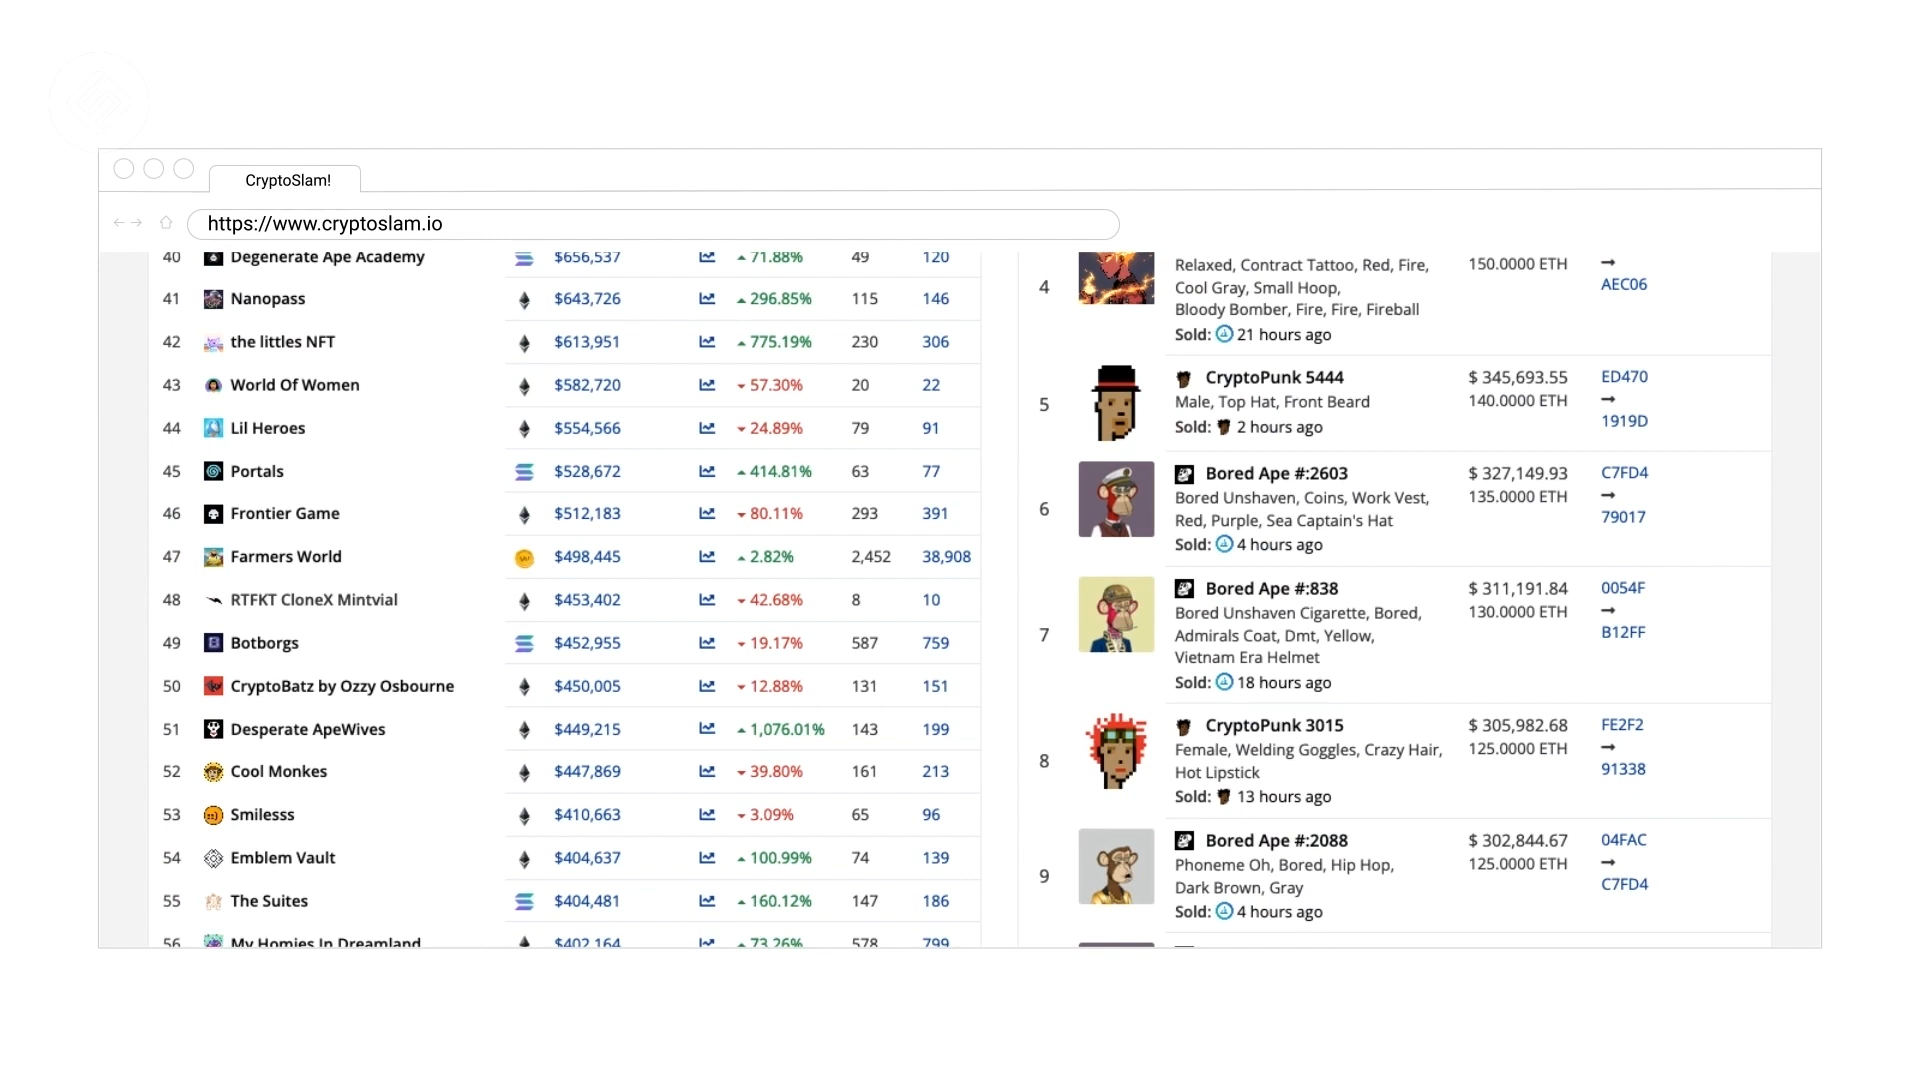 CryptoSlam!
https://www.cryptoslam.io
40 Degenerate Ape Academy $656,537 71.88% 49 120
41 Nanopass $643,726 296.85% 115 146
42 the littles NFT $613,951 775.19% 230 306
43 World Of Women $582,720 57.30% 20 22
44 Lil Heroes $554,566 24.89% 79 91
45 Portals $528,672 414.81% 63 77
46 Frontier Game $512,183 80.11% 293 391
47 Farmers World $498,445 2.82% 2,452 38,908
48 RTFKT CloneX Mintvial $453,402 42.68% 8 10
49 Botborgs $452,955 19.17% 587 759
50 CryptoBatz by Ozzy Osbourne $450,005 12.88% 131 151
51 Desperate ApeWives $449,215 1,076.01% 143 199
52 Cool Monkes $447,869 39.80% 161 213
53 Smilesss $410,663 3.09% 65 96
54 Emblem Vault $404,637 100.99% 74 139
55 The Suites $404,481 160.12% 147 186
56 My Homies In Dreamland $402,164 73.26% 578 799
4
Relaxed, Contract Tattoo, Red, Fire, 150.0000 ETH →
Cool Gray, Small Hoop, AEC06
Bloody Bomber, Fire, Fire, Fireball
Sold: 21 hours ago
5
CryptoPunk 5444 $ 345,693.55 ED470
Male, Top Hat, Front Beard 140.0000 ETH →
Sold: 2 hours ago 1919D
6
Bored Ape #:2603 $ 327,149.93 C7FD4
Bored Unshaven, Coins, Work Vest, 135.0000 ETH →
Red, Purple, Sea Captain's Hat 79017
Sold: 4 hours ago
7
Bored Ape #:838 $ 311,191.84 0054F
Bored Unshaven Cigarette, Bored, 130.0000 ETH →
Admirals Coat, Dmt, Yellow, B12FF
Vietnam Era Helmet
Sold: 18 hours ago
8
CryptoPunk 3015 $ 305,982.68 FE2F2
Female, Welding Goggles, Crazy Hair, 125.0000 ETH →
Hot Lipstick 91338
Sold: 13 hours ago
9
Bored Ape #:2088 $ 302,844.67 04FAC
Phoneme Oh, Bored, Hip Hop, 125.0000 ETH →
Dark Brown, Gray C7FD4
Sold: 4 hours ago